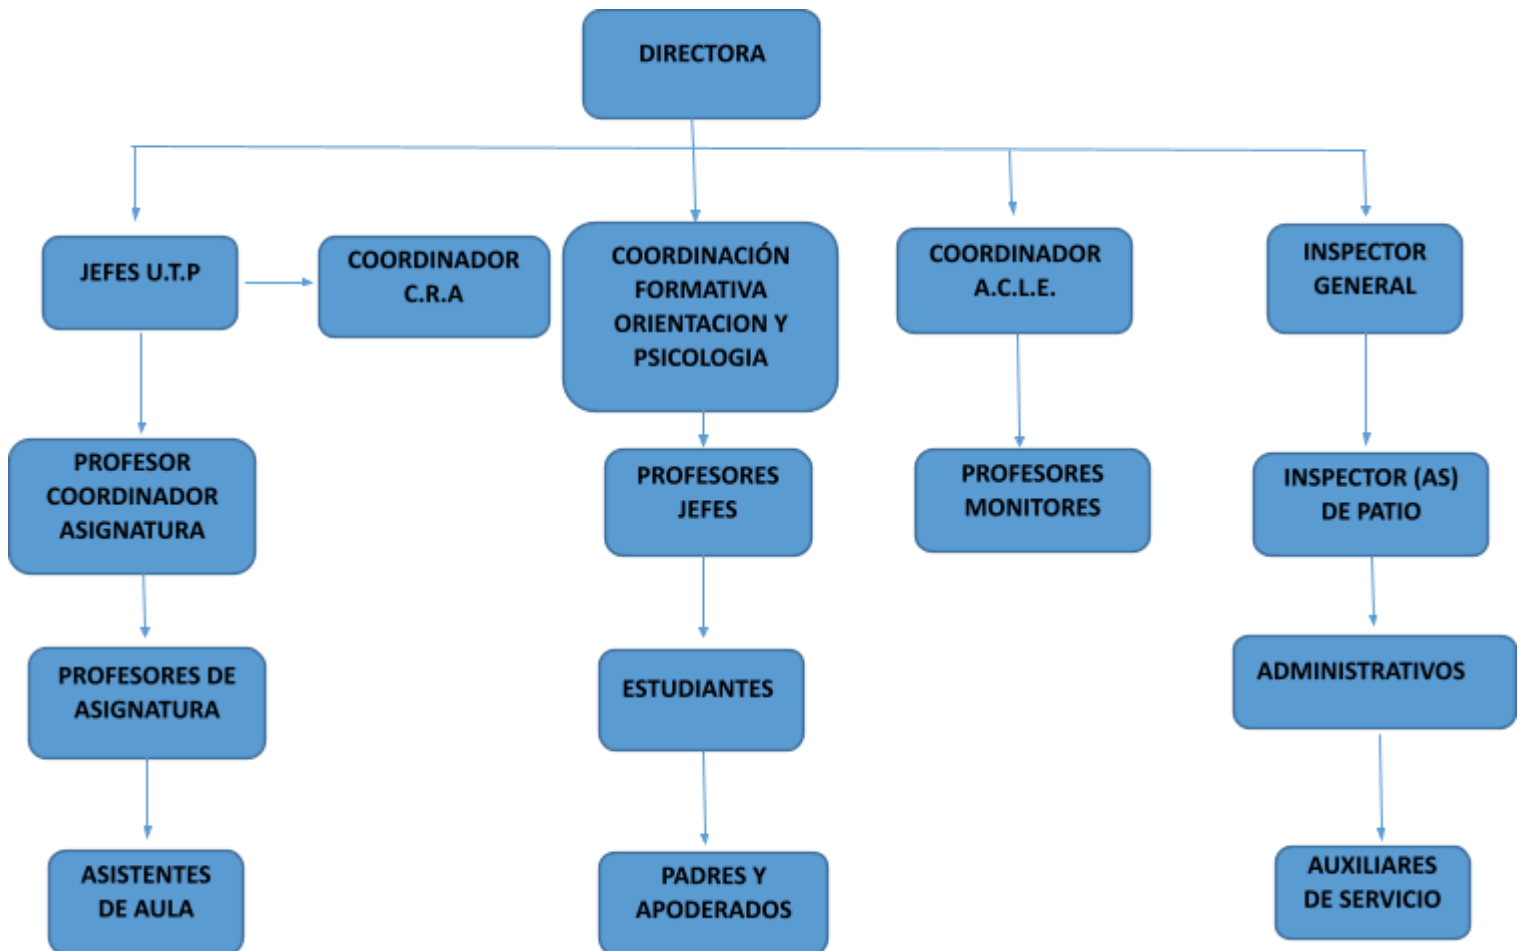 DIRECTORA
JEFES U.T.P
COORDINADOR
C.R.A
COORDINACIÓN
FORMATIVA
ORIENTACION Y
PSICOLOGIA
COORDINADOR
A.C.L.E.
INSPECTOR
GENERAL
PROFESOR
COORDINADOR
ASIGNATURA
PROFESORES
JEFES
PROFESORES
MONITORES
INSPECTOR (AS)
DE PATIO
PROFESORES DE
ASIGNATURA
ESTUDIANTES
ADMINISTRATIVOS
ASISTENTES
DE AULA
PADRES Y
APODERADOS
AUXILIARES
DE SERVICIO